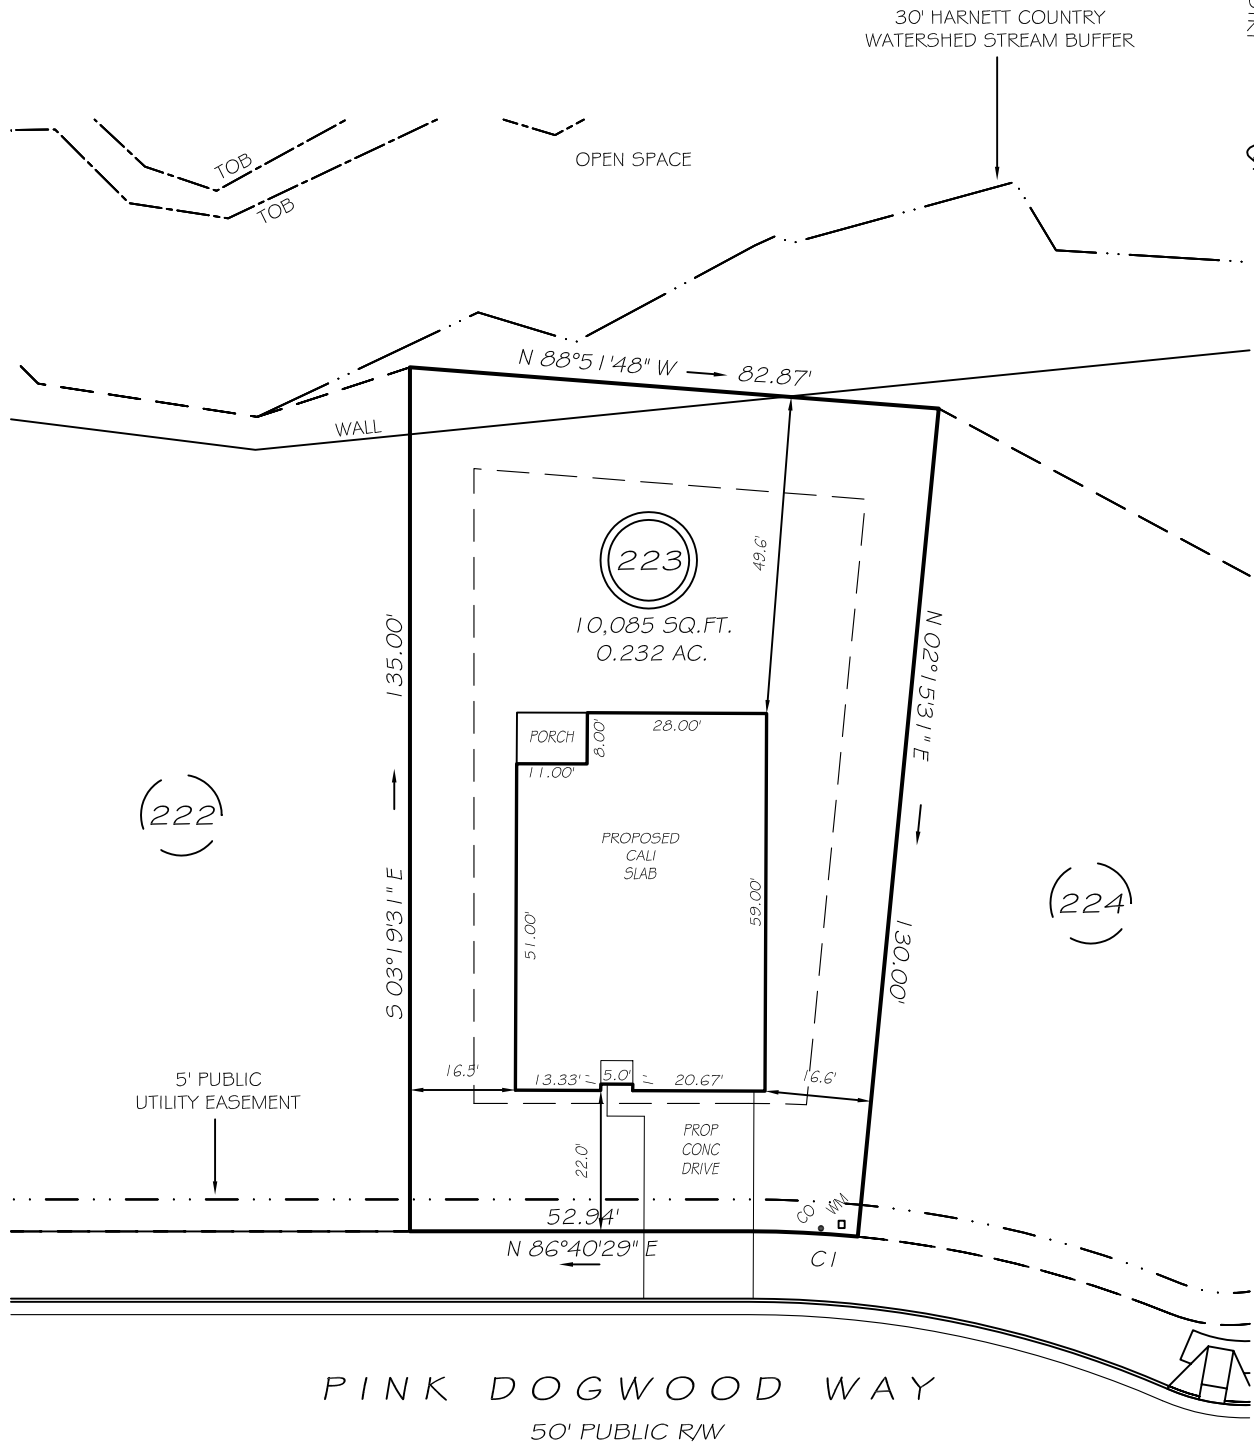 30' HARNETT COUNTRY
WATERSHED STREAM BUFFER
OPEN SPACE
TOB
TOB
N 88°51'48" W
82.87'
WALL
223
10,085 SQ.FT.
0.232 AC.
49.6'
N 02°15'31" E
135.00'
PORCH
8.00'
28.00'
11.00'
222
PROPOSED
CALI
SLAB
51.00'
59.00'
S 03°19'31" E
130.00'
224
16.5'
13.33'
5.0'
20.67'
16.6'
5' PUBLIC
UTILITY EASEMENT
22.0'
PROP
CONC
DRIVE
CO
WM
52.94'
N 86°40'29" E
C1
PINK DOGWOOD WAY
50' PUBLIC R/W